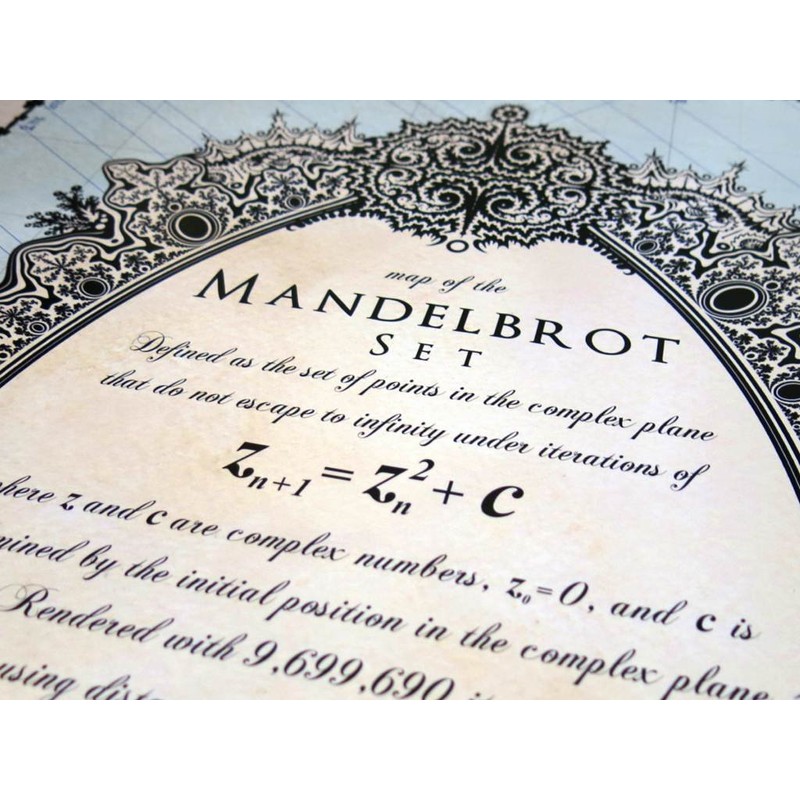 map of the
MANDELBROT
SET
Defined as the set of points in the complex plane
that do not escape to infinity under iterations of
zₙ₊₁ = zₙ² + c
z and c are complex numbers, z₀=0, and c is
by the initial position in the complex plane
Rendered with 9,699,690
using